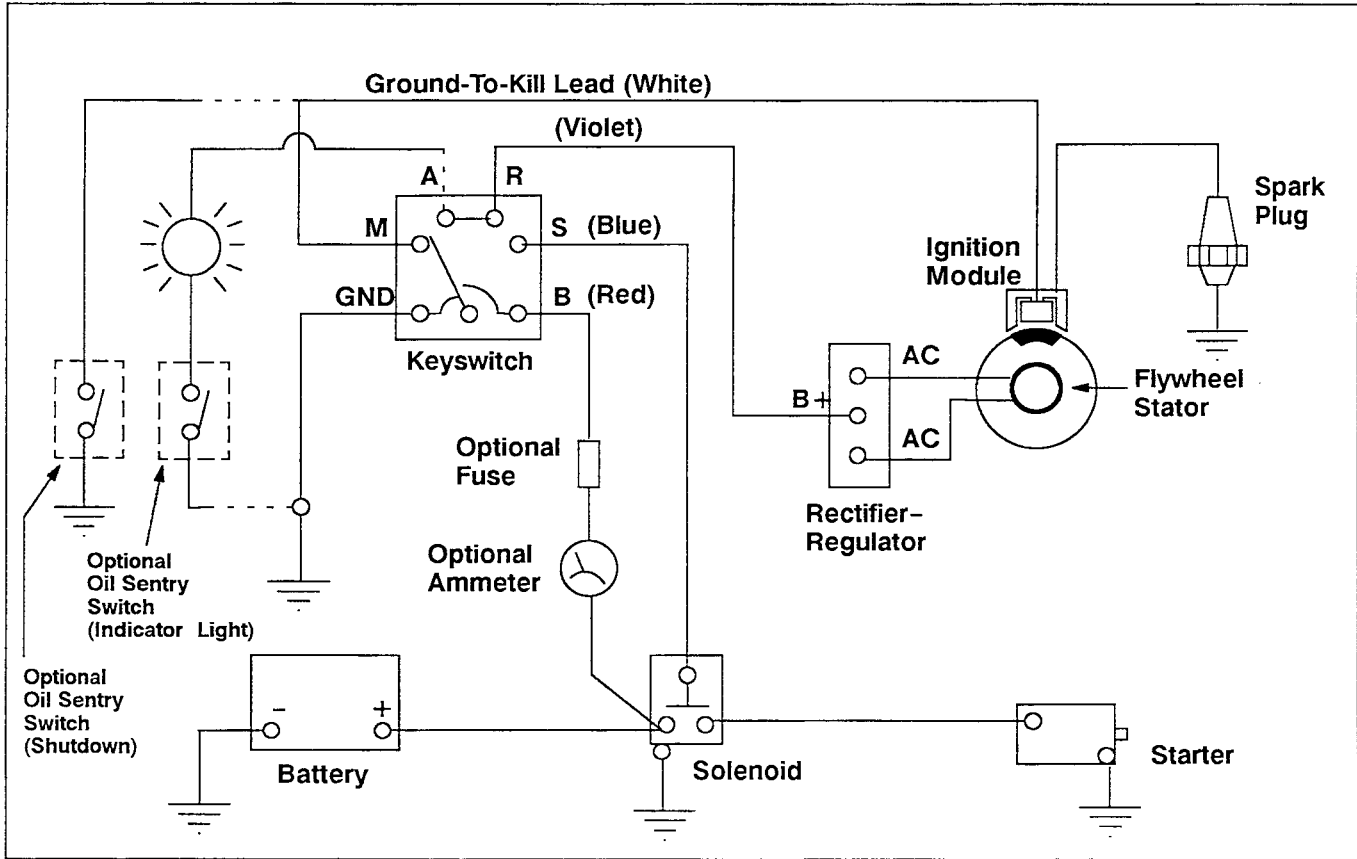 Ground-To-Kill Lead (White)
(Violet)
A
R
M
S (Blue)
GND
B (Red)
Keyswitch
Spark
Plug
Ignition
Module
AC
B+
AC
Flywheel
Stator
Rectifier-
Regulator
Optional
Fuse
Optional
Ammeter
Optional
Oil Sentry
Switch
(Indicator Light)
Optional
Oil Sentry
Switch
(Shutdown)
-
+
Battery
Solenoid
Starter